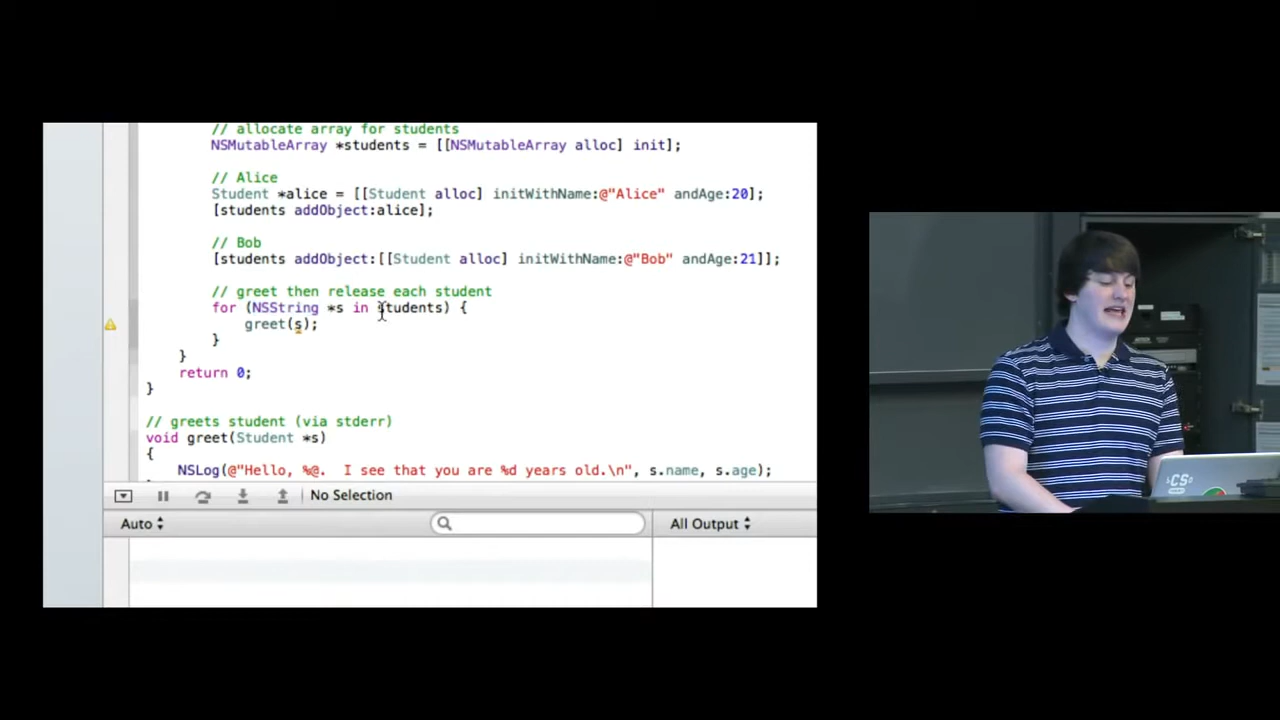 // allocate array for students
NSMutableArray *students = [[NSMutableArray alloc] init];
// Alice
Student *alice = [[Student alloc] initWithName:@"Alice" andAge:20];
[students addObject:alice];
// Bob
[students addObject:[[Student alloc] initWithName:@"Bob" andAge:21]];
// greet then release each student
for (NSString *s in students) {
greet(s);
}
}
return 0;
}
// greets student (via stderr)
void greet(Student *s)
{
NSLog(@"Hello, %@.  I see that you are %d years old.\n", s.name, s.age);
No Selection
Auto
All Output
CS